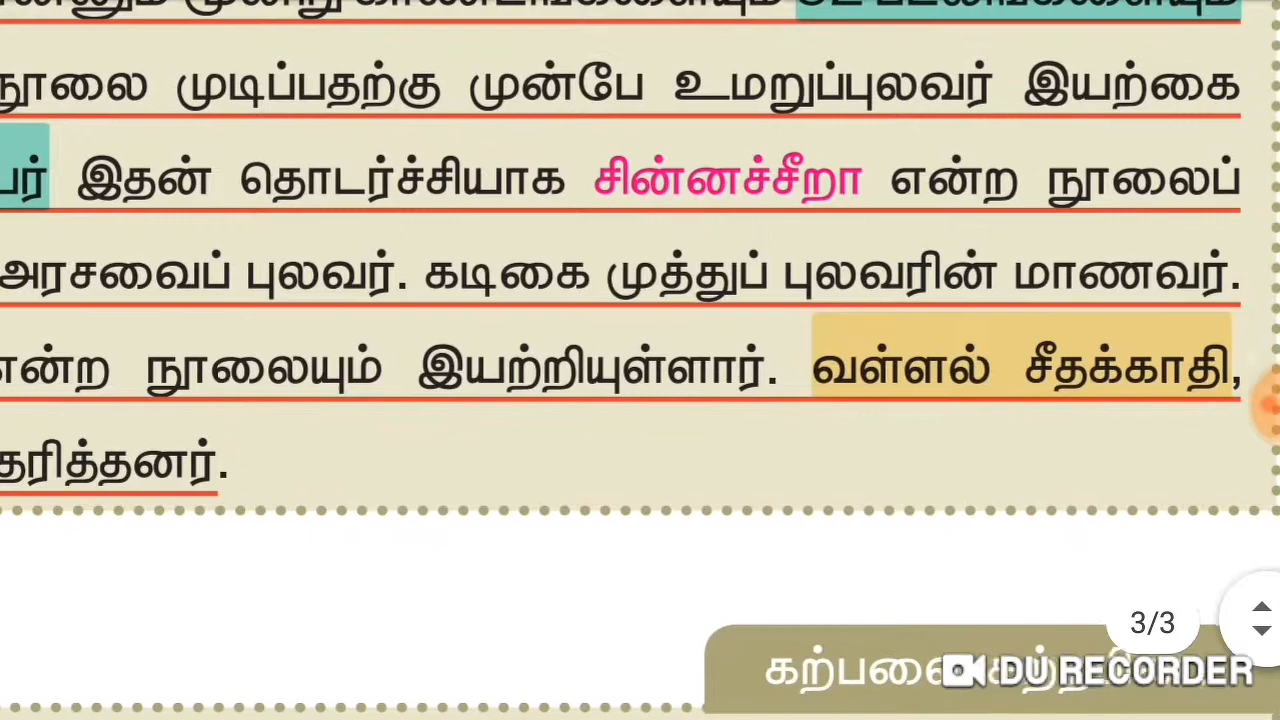 நூலை முடிப்பதற்கு முன்பே உமறுப்புலவர் இயற்கை
பர் இதன் தொடர்ச்சியாக சின்னச்சீறா என்ற நூலைப்
அரசவைப் புலவர். கடிகை முத்துப் புலவரின் மாணவர்.
என்ற நூலையும் இயற்றியுள்ளார். வள்ளல் சீதக்காதி,
தரித்தனர்.
3/3
DU RECORDER